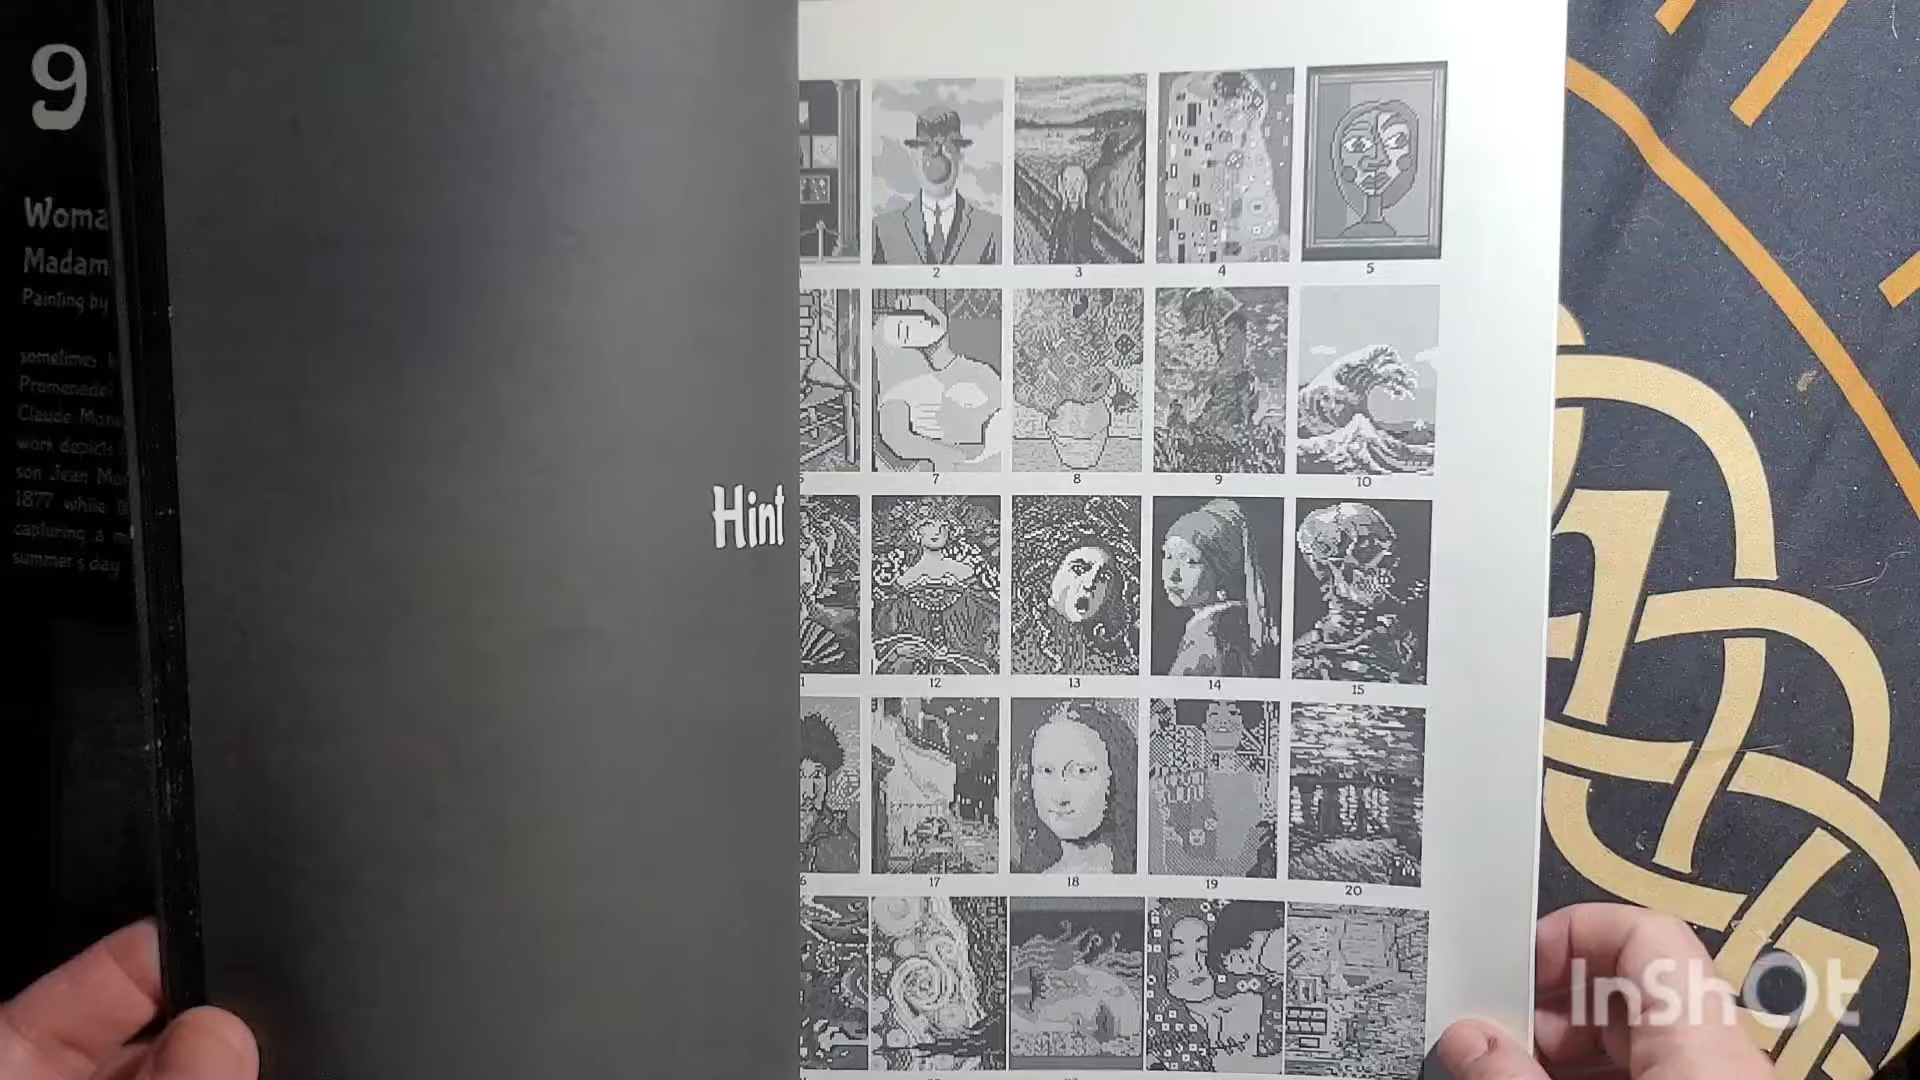 9
Woma
Madam
Painting by
sometimes
Promenade
Claude Mon
work depicts
son Jean Mo
1877 while
capturing a m
summer's day
Hint
2
3
4
5
7
8
9
10
12
13
14
15
6
17
18
19
20
InShOt